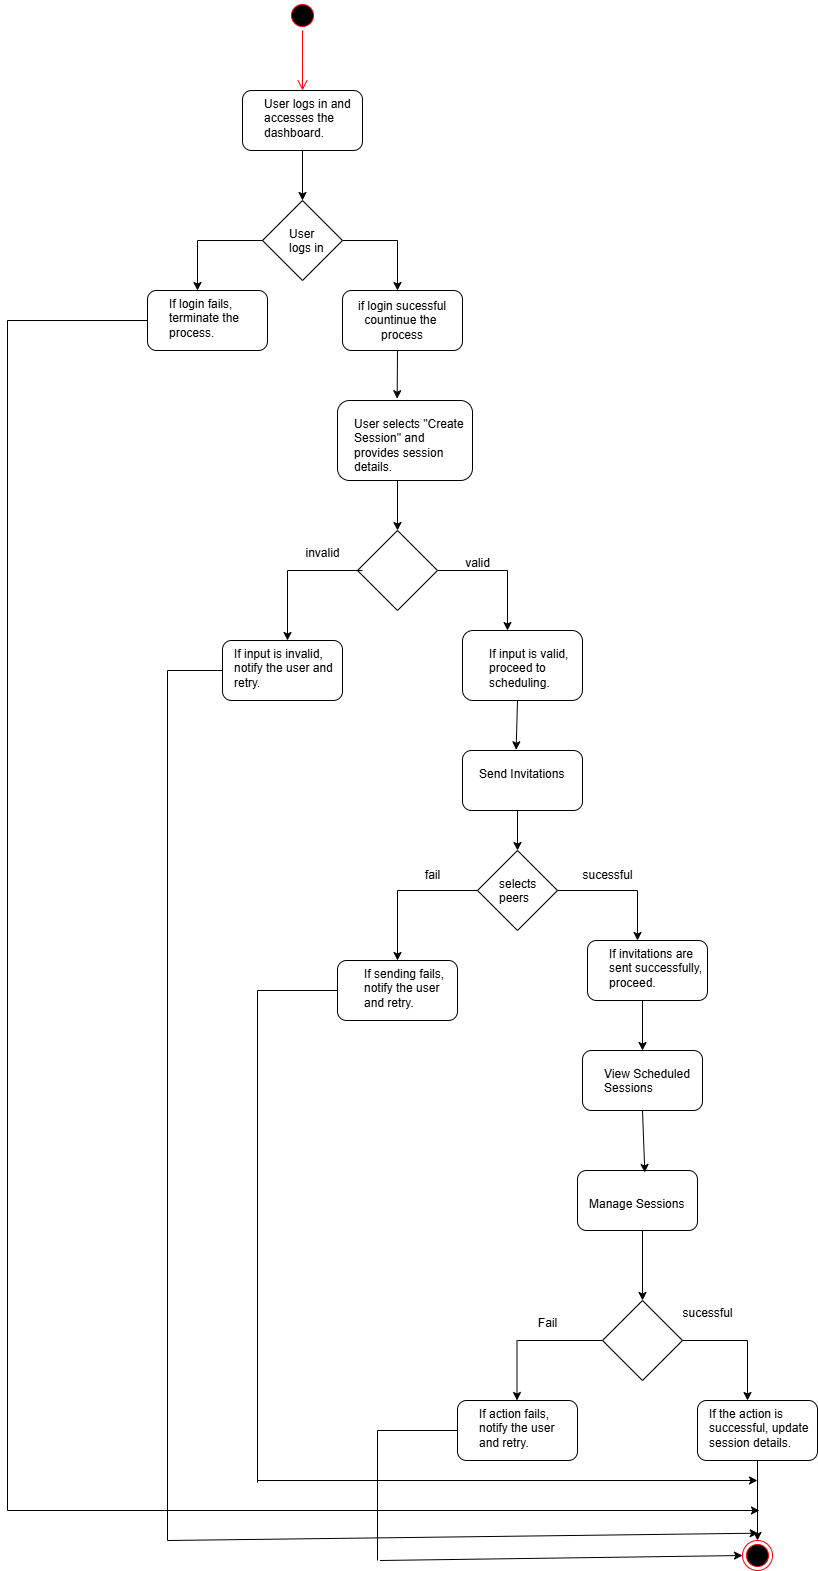 User logs in and
accesses the
dashboard.
User
logs in
If login fails,
terminate the
process.
if login sucessful
countinue the
process
User selects "Create
Session" and
provides session
details.
invalid
valid
If input is invalid,
notify the user and
retry.
If input is valid,
proceed to
scheduling.
Send Invitations
selects
peers
fail
sucessful
If sending fails,
notify the user
and retry.
If invitations are
sent successfully,
proceed.
View Scheduled
Sessions
Manage Sessions
Fail
sucessful
If action fails,
notify the user
and retry.
If the action is
successful, update
session details.